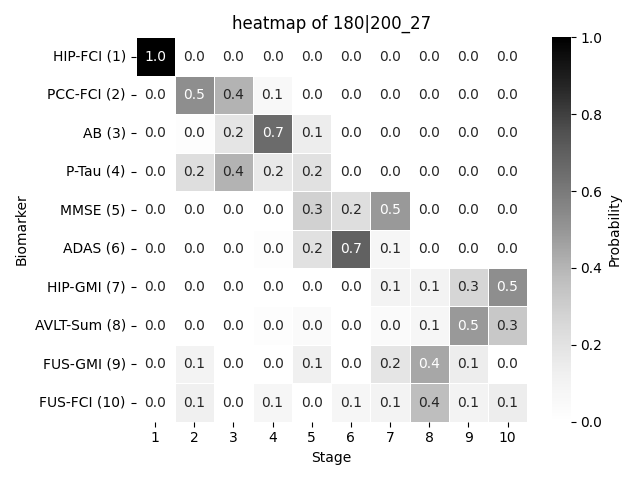 heatmap of 180|200_27
HIP-FCI (1) 1.0 0.0 0.0 0.0 0.0 0.0 0.0 0.0 0.0 0.0
PCC-FCI (2) 0.0 0.5 0.4 0.1 0.0 0.0 0.0 0.0 0.0 0.0
AB (3) 0.0 0.0 0.2 0.7 0.1 0.0 0.0 0.0 0.0 0.0
P-Tau (4) 0.0 0.2 0.4 0.2 0.2 0.0 0.0 0.0 0.0 0.0
MMSE (5) 0.0 0.0 0.0 0.0 0.3 0.2 0.5 0.0 0.0 0.0
ADAS (6) 0.0 0.0 0.0 0.0 0.2 0.7 0.1 0.0 0.0 0.0
HIP-GMI (7) 0.0 0.0 0.0 0.0 0.0 0.0 0.1 0.1 0.3 0.5
AVLT-Sum (8) 0.0 0.0 0.0 0.0 0.0 0.0 0.0 0.1 0.5 0.3
FUS-GMI (9) 0.0 0.1 0.0 0.0 0.1 0.0 0.2 0.4 0.1 0.0
FUS-FCI (10) 0.0 0.1 0.0 0.1 0.0 0.1 0.1 0.4 0.1 0.1
1 2 3 4 5 6 7 8 9 10
Stage
Biomarker
1.0
0.8
0.6
0.4
0.2
0.0
Probability